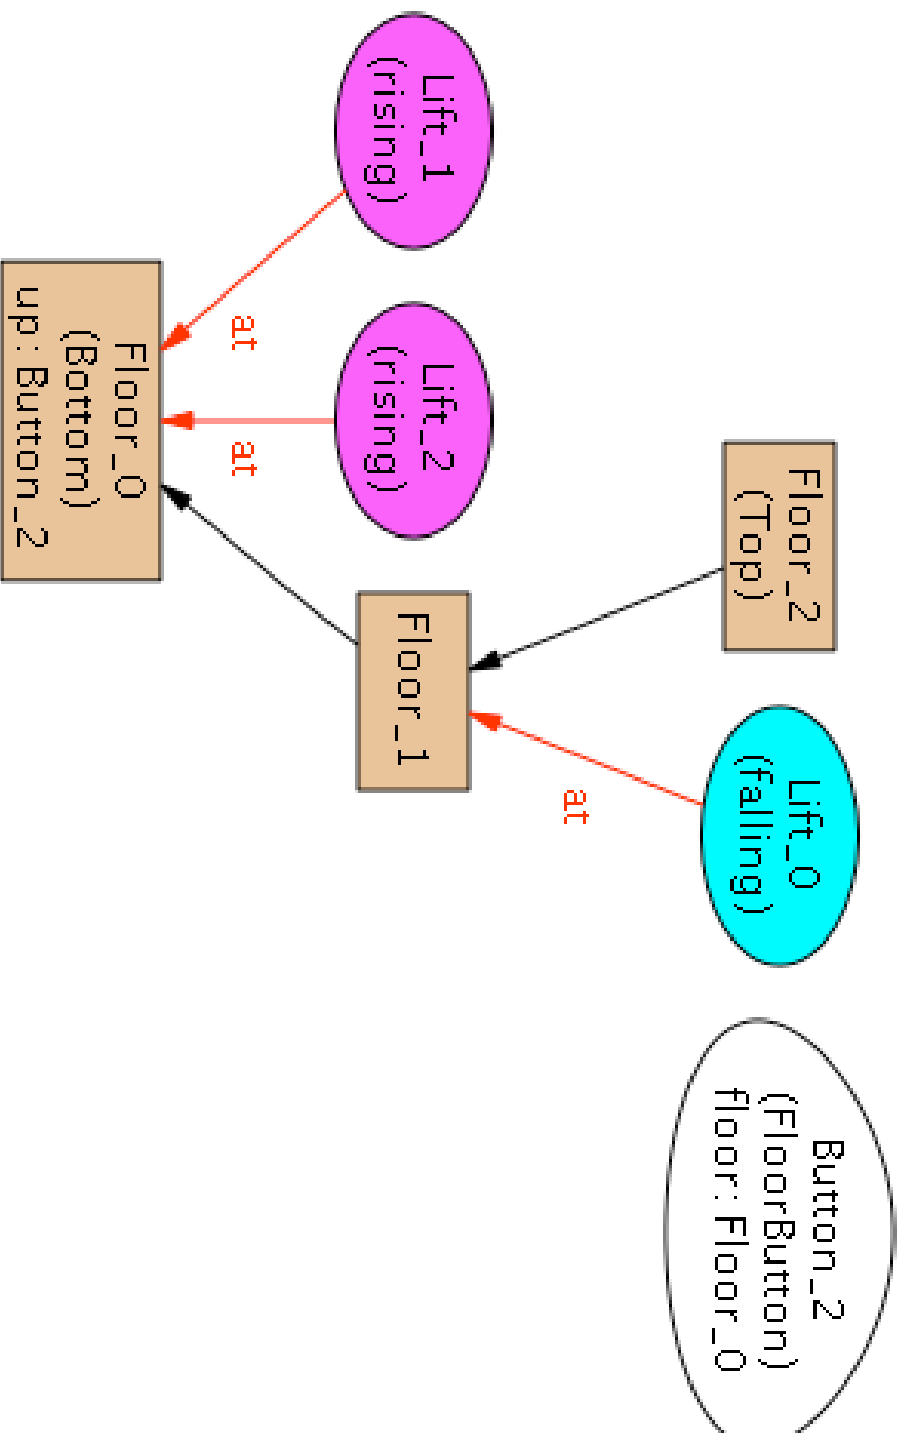 Floor_2
(Top)
Lift_0
(falling)
Button_2
(FloorButton)
floor: Floor_0
at
Lift_1
(rising)
Lift_2
(rising)
Floor_1
at
at
Floor_0
(Bottom)
up: Button_2